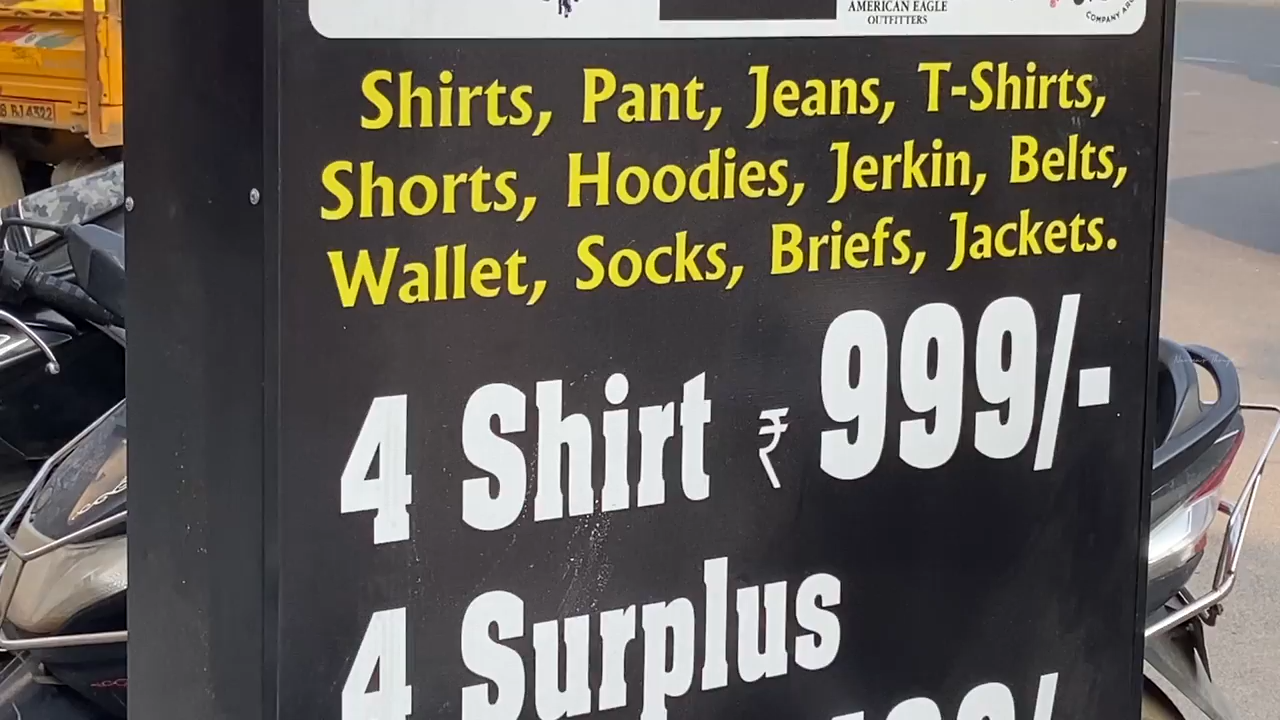 AMERICAN EAGLE
OUTFITTERS
Shirts, Pant, Jeans, T-Shirts,
Shorts, Hoodies, Jerkin, Belts,
Wallet, Socks, Briefs, Jackets.
4 Shirt ₹ 999/-
4 Surplus